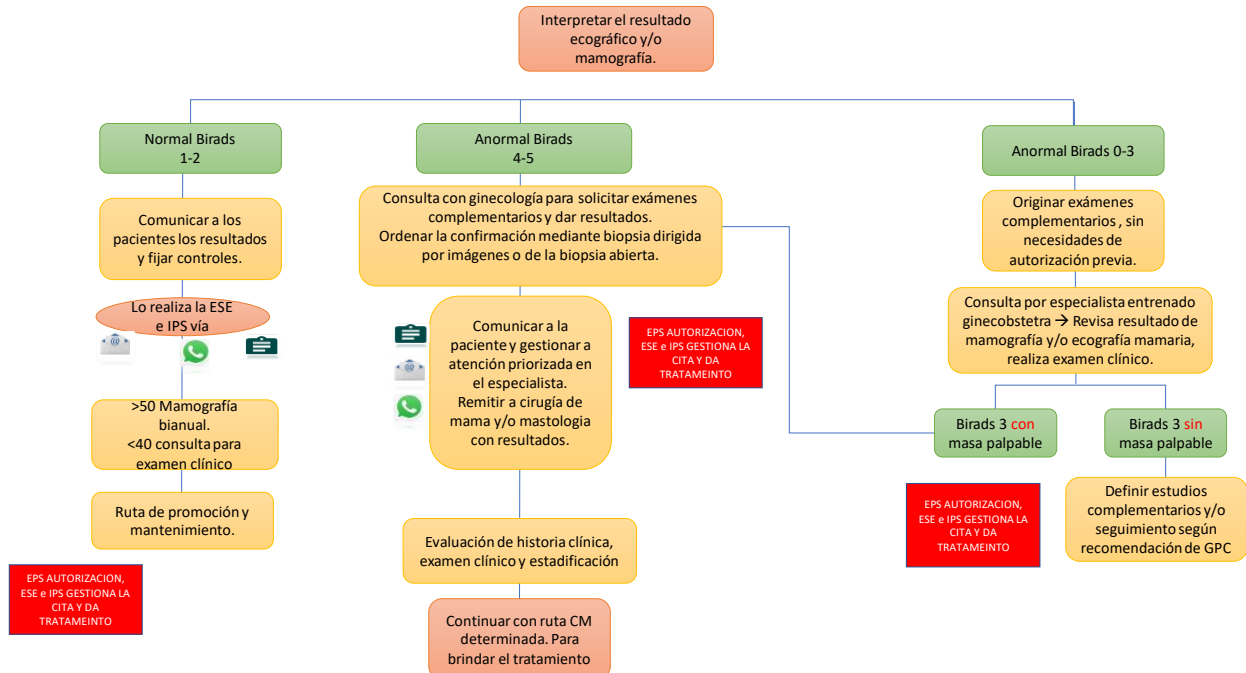 Interpretar el resultado
ecográfico y/o
mamografía.
Normal Birads
1-2
Comunicar a los
pacientes los resultados
y fijar controles.
Lo realiza la ESE
e IPS vía
>50 Mamografía
bianual.
<40 consulta para
examen clínico
Ruta de promoción y
mantenimiento.
EPS AUTORIZACION,
ESE e IPS GESTIONA LA
CITA Y DA
TRATAMEINTO
Anormal Birads
4-5
Consulta con ginecología para solicitar exámenes
complementarios y dar resultados.
Ordenar la confirmación mediante biopsia dirigida
por imágenes o de la biopsia abierta.
Comunicar a la
paciente y gestionar a
atención priorizada en
el especialista.
Remitir a cirugía de
mama y/o mastologia
con resultados.
EPS AUTORIZACION,
ESE e IPS GESTIONA LA
CITA Y DA
TRATAMEINTO
Evaluación de historia clínica,
examen clínico y estadificación
Continuar con ruta CM
determinada. Para
brindar el tratamiento
Anormal Birads 0-3
Originar exámenes
complementarios , sin
necesidades de
autorización previa.
Consulta por especialista entrenado
ginecobstetra → Revisa resultado de
mamografía y/o ecografía mamaria,
realiza examen clínico.
Birads 3 con
masa palpable
EPS AUTORIZACION,
ESE e IPS GESTIONA LA
CITA Y DA
TRATAMEINTO
Birads 3 sin
masa palpable
Definir estudios
complementarios y/o
seguimiento según
recomendación de GPC